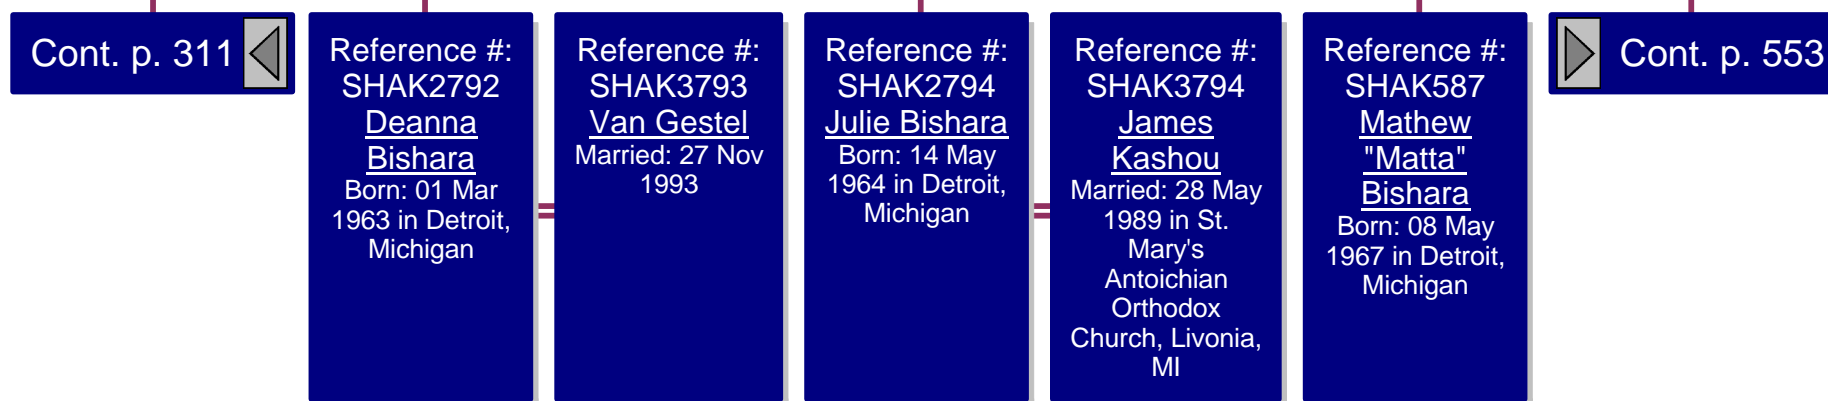 Cont. p. 311
Reference #:
SHAK2792
Deanna
Bishara
Born: 01 Mar
1963 in Detroit,
Michigan
Reference #:
SHAK3793
Van Gestel
Married: 27 Nov
1993
Reference #:
SHAK2794
Julie Bishara
Born: 14 May
1964 in Detroit,
Michigan
Reference #:
SHAK3794
James
Kashou
Married: 28 May
1989 in St.
Mary's
Antoichian
Orthodox
Church, Livonia,
MI
Reference #:
SHAK587
Mathew
"Matta"
Bishara
Born: 08 May
1967 in Detroit,
Michigan
Cont. p. 553